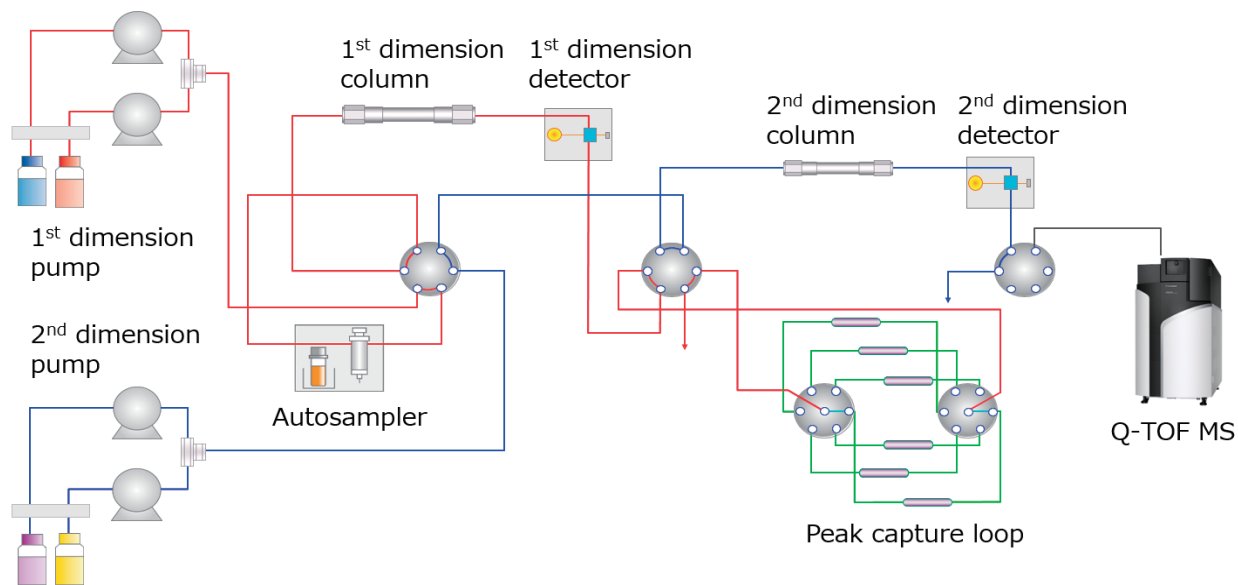 1st dimension
column
1st dimension
detector
2nd dimension
column
2nd dimension
detector
1st dimension
pump
2nd dimension
pump
Autosampler
Peak capture loop
Q-TOF MS